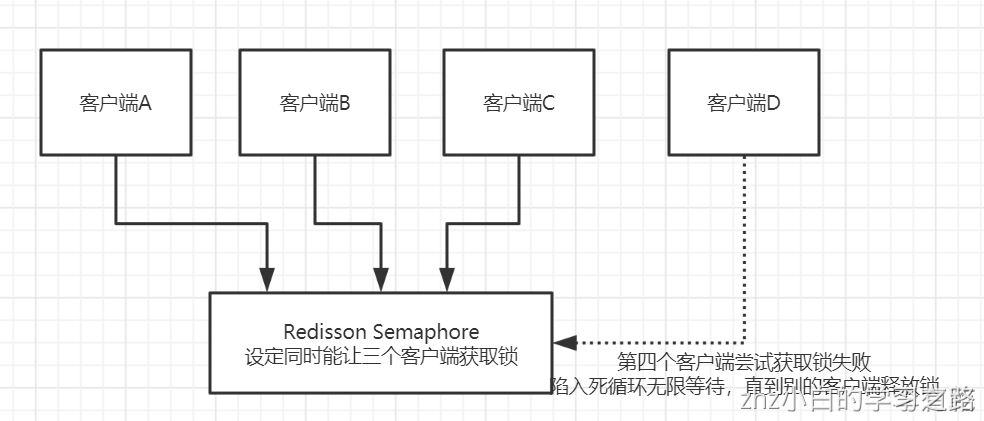 客户端A
客户端B
客户端C
客户端D
Redisson Semaphore
设定同时能让三个客户端获取锁
第四个客户端尝试获取锁失败
陷入死循环无限等待，直到别的客户端释放锁
znz小白的学习之路